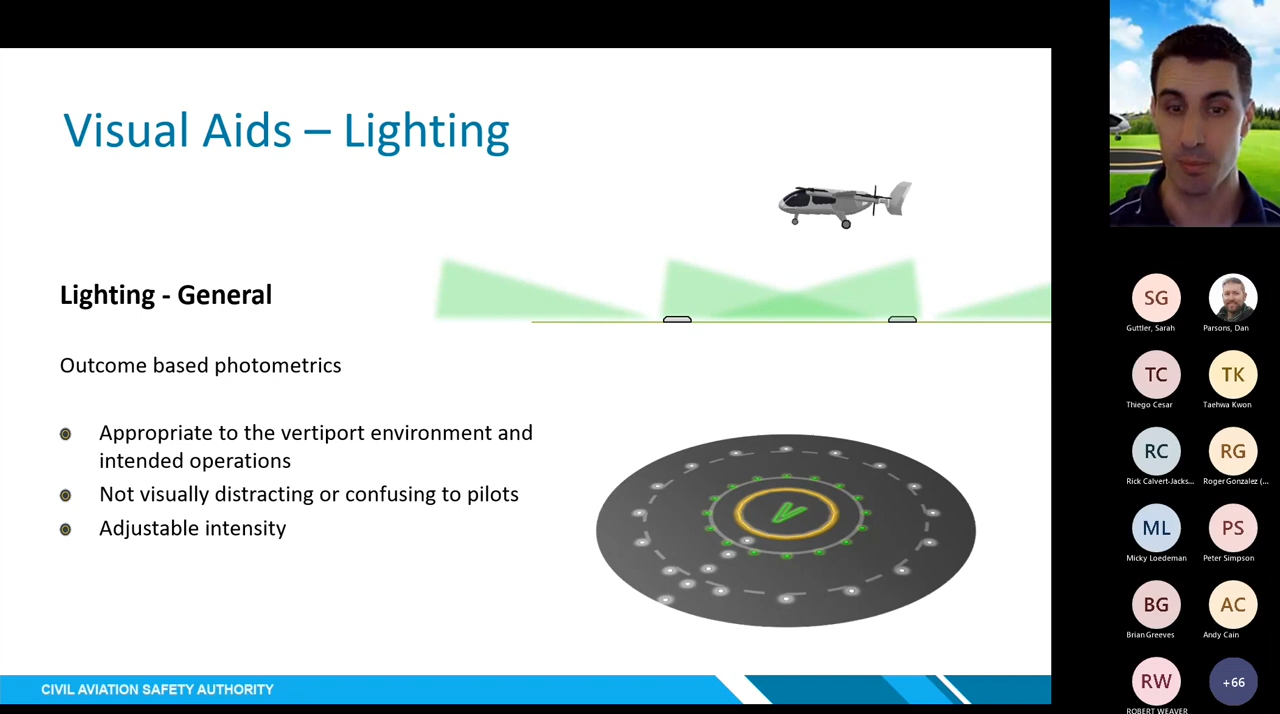 Visual Aids – Lighting
Lighting - General
Outcome based photometrics
Appropriate to the vertiport environment and
intended operations
Not visually distracting or confusing to pilots
Adjustable intensity
V
CIVIL AVIATION SAFETY AUTHORITY
SG
Guttler, Sarah
Parsons, Dan
TC
Thiego Cesar
TK
Taehwa Kwon
RC
Rick Calvert-Jacks...
RG
Roger Gonzalez (...
ML
Micky Loedeman
PS
Peter Simpson
BG
Brian Greeves
AC
Andy Cain
RW
ROBERT WEAVER
+66